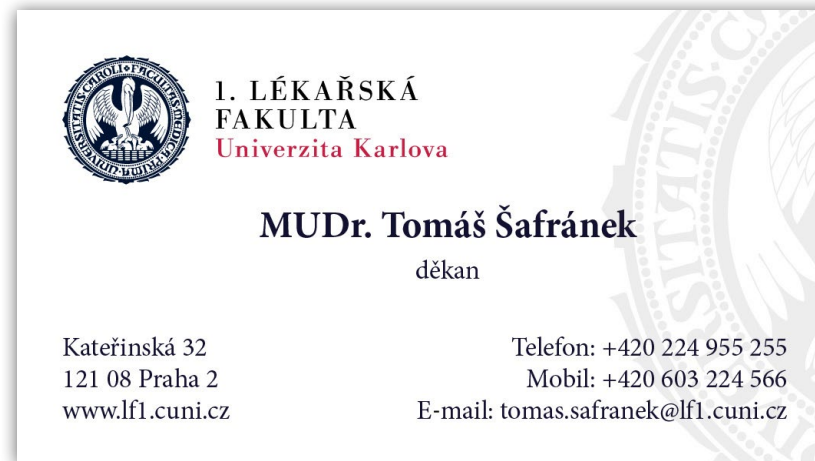 1. LÉKAŘSKÁ
FAKULTA
Univerzita Karlova
MUDr. Tomáš Šafránek
děkan
Kateřinská 32
121 08 Praha 2
www.lf1.cuni.cz
Telefon: +420 224 955 255
Mobil: +420 603 224 566
E-mail: tomas.safranek@lf1.cuni.cz